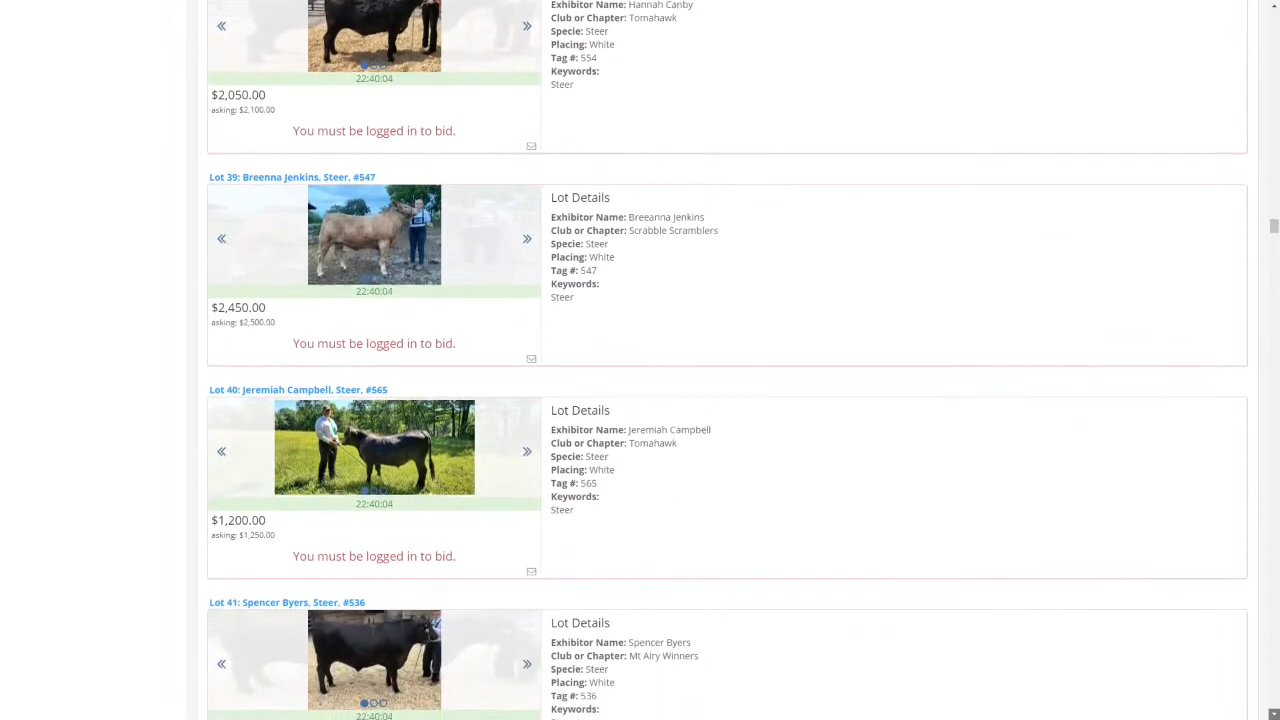 Exhibitor Name: Hannah Canby
Club or Chapter: Tomahawk
Specie: Steer
Placing: White
Tag #: 554
Keywords:
Steer
22:40:04
$2,050.00
asking: $2,100.00
You must be logged in to bid.
Lot 39: Breenna Jenkins, Steer, #547
Lot Details
Exhibitor Name: Breeanna Jenkins
Club or Chapter: Scrabble Scramblers
Specie: Steer
Placing: White
Tag #: 547
Keywords:
Steer
22:40:04
$2,450.00
asking: $2,500.00
You must be logged in to bid.
Lot 40: Jeremiah Campbell, Steer, #565
Lot Details
Exhibitor Name: Jeremiah Campbell
Club or Chapter: Tomahawk
Specie: Steer
Placing: White
Tag #: 565
Keywords:
Steer
22:40:04
$1,200.00
asking: $1,250.00
You must be logged in to bid.
Lot 41: Spencer Byers, Steer, #536
Lot Details
Exhibitor Name: Spencer Byers
Club or Chapter: Mt Airy Winners
Specie: Steer
Placing: White
Tag #: 536
Keywords:
22:40:04